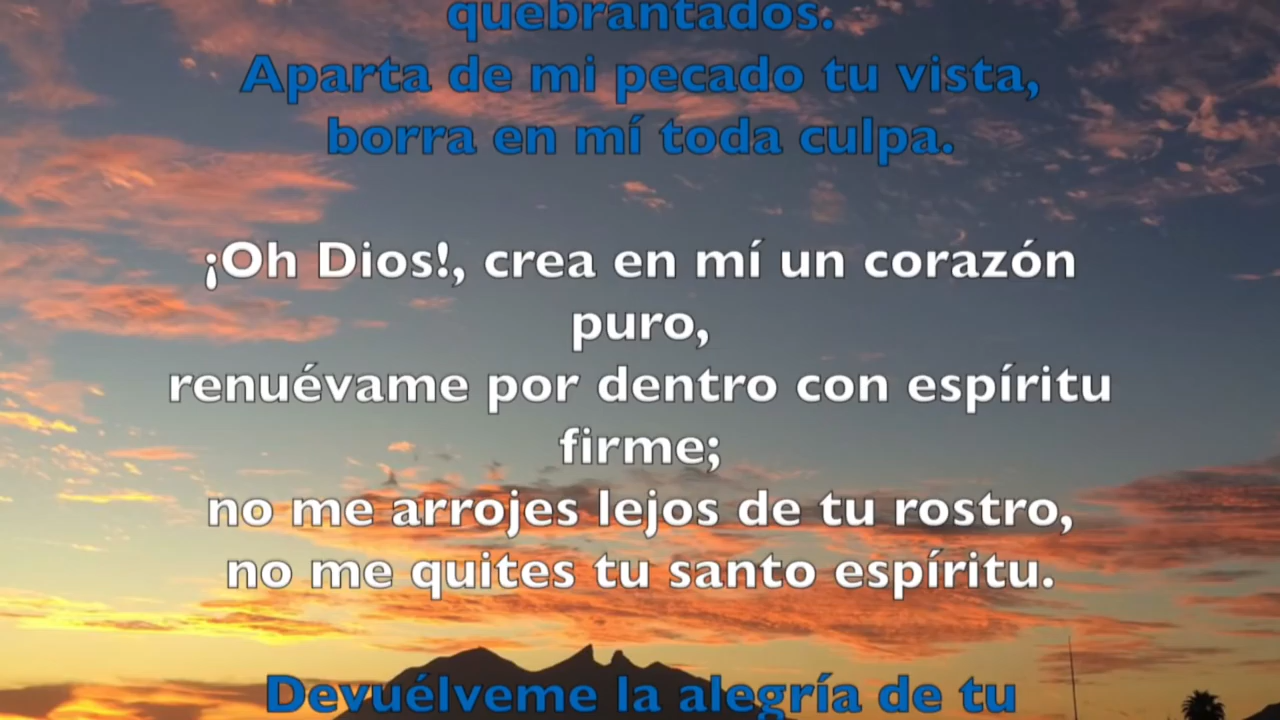 quebrantados.
Aparta de mi pecado tu vista,
borra en mí toda culpa.
¡Oh Dios!, crea en mí un corazón
puro,
renuévame por dentro con espíritu
firme;
no me arrojes lejos de tu rostro,
no me quites tu santo espíritu.
Devuélveme la alegría de tu